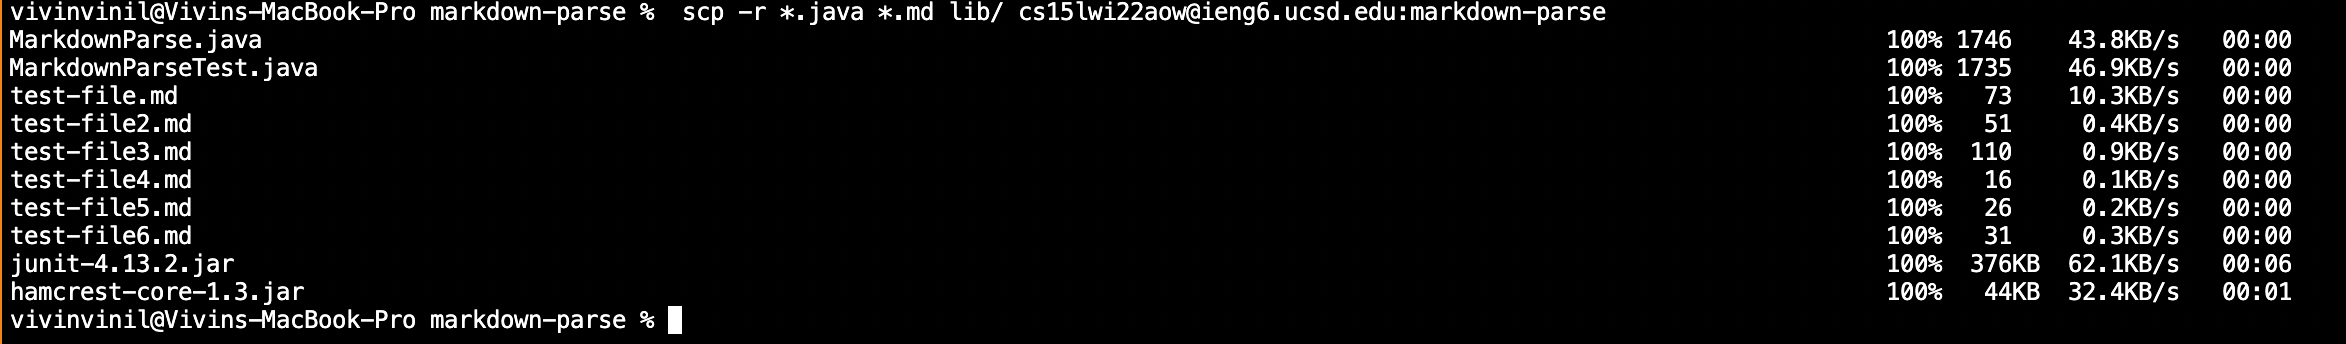 vivinvinil@Vivins-MacBook-Pro markdown-parse %  scp -r *.java *.md lib/ cs15lwi22aow@ieng6.ucsd.edu:markdown-parse
MarkdownParse.java 100% 1746 43.8KB/s 00:00
MarkdownParseTest.java 100% 1735 46.9KB/s 00:00
test-file.md 100% 73 10.3KB/s 00:00
test-file2.md 100% 51 0.4KB/s 00:00
test-file3.md 100% 110 0.9KB/s 00:00
test-file4.md 100% 16 0.1KB/s 00:00
test-file5.md 100% 26 0.2KB/s 00:00
test-file6.md 100% 31 0.3KB/s 00:00
junit-4.13.2.jar 100% 376KB 62.1KB/s 00:06
hamcrest-core-1.3.jar 100% 44KB 32.4KB/s 00:01
vivinvinil@Vivins-MacBook-Pro markdown-parse %